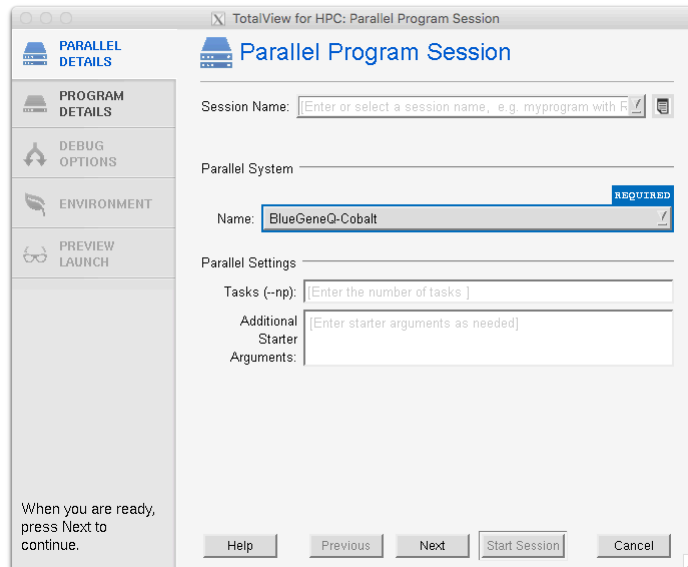 TotalView for HPC: Parallel Program Session
PARALLEL
DETAILS
PROGRAM
DETAILS
DEBUG
OPTIONS
ENVIRONMENT
PREVIEW
LAUNCH
When you are ready,
press Next to
continue.
Parallel Program Session
Session Name: [Enter or select a session name, e.g. myprogram with R
Parallel System
REQUIRED
Name: BlueGeneQ-Cobalt
Parallel Settings
Tasks (--np): [Enter the number of tasks ]
Additional
Starter
Arguments:
[Enter starter arguments as needed]
Help Previous Next Start Session Cancel